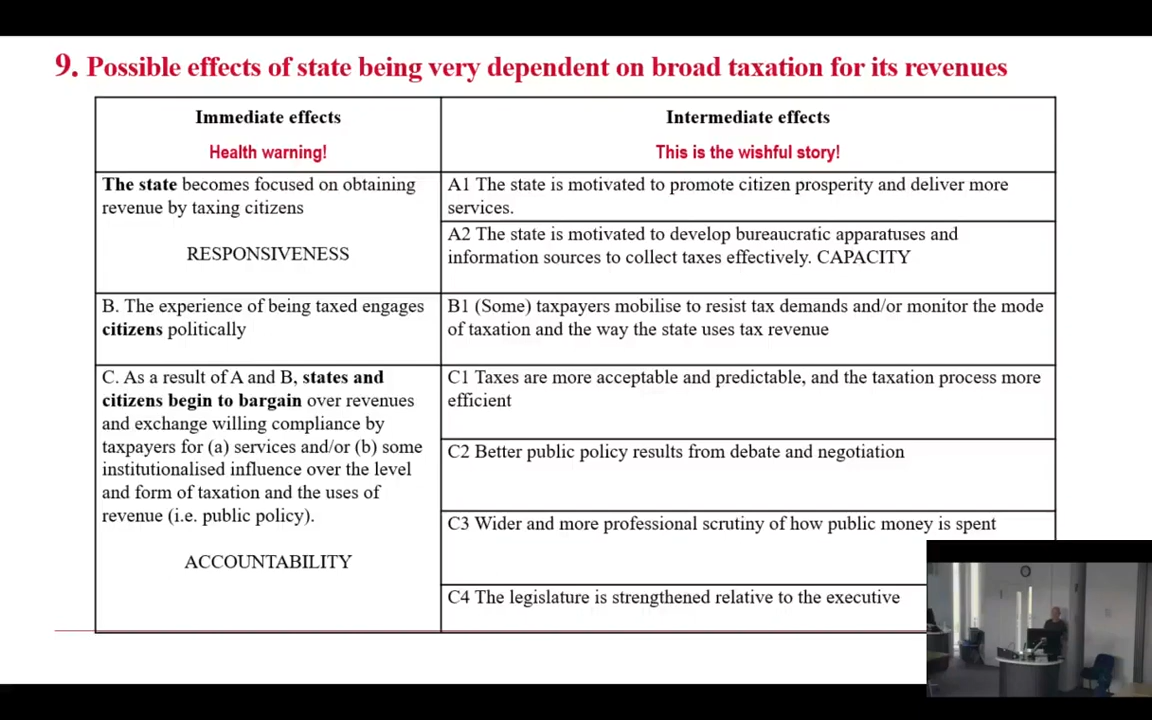 9. Possible effects of state being very dependent on broad taxation for its revenues
Immediate effects
Health warning!
Intermediate effects
This is the wishful story!
The state becomes focused on obtaining
revenue by taxing citizens
RESPONSIVENESS
A1 The state is motivated to promote citizen prosperity and deliver more
services.
A2 The state is motivated to develop bureaucratic apparatuses and
information sources to collect taxes effectively. CAPACITY
B. The experience of being taxed engages
citizens politically
B1 (Some) taxpayers mobilise to resist tax demands and/or monitor the mode
of taxation and the way the state uses tax revenue
C. As a result of A and B, states and
citizens begin to bargain over revenues
and exchange willing compliance by
taxpayers for (a) services and/or (b) some
institutionalised influence over the level
and form of taxation and the uses of
revenue (i.e. public policy).
ACCOUNTABILITY
C1 Taxes are more acceptable and predictable, and the taxation process more
efficient
C2 Better public policy results from debate and negotiation
C3 Wider and more professional scrutiny of how public money is spent
C4 The legislature is strengthened relative to the executive